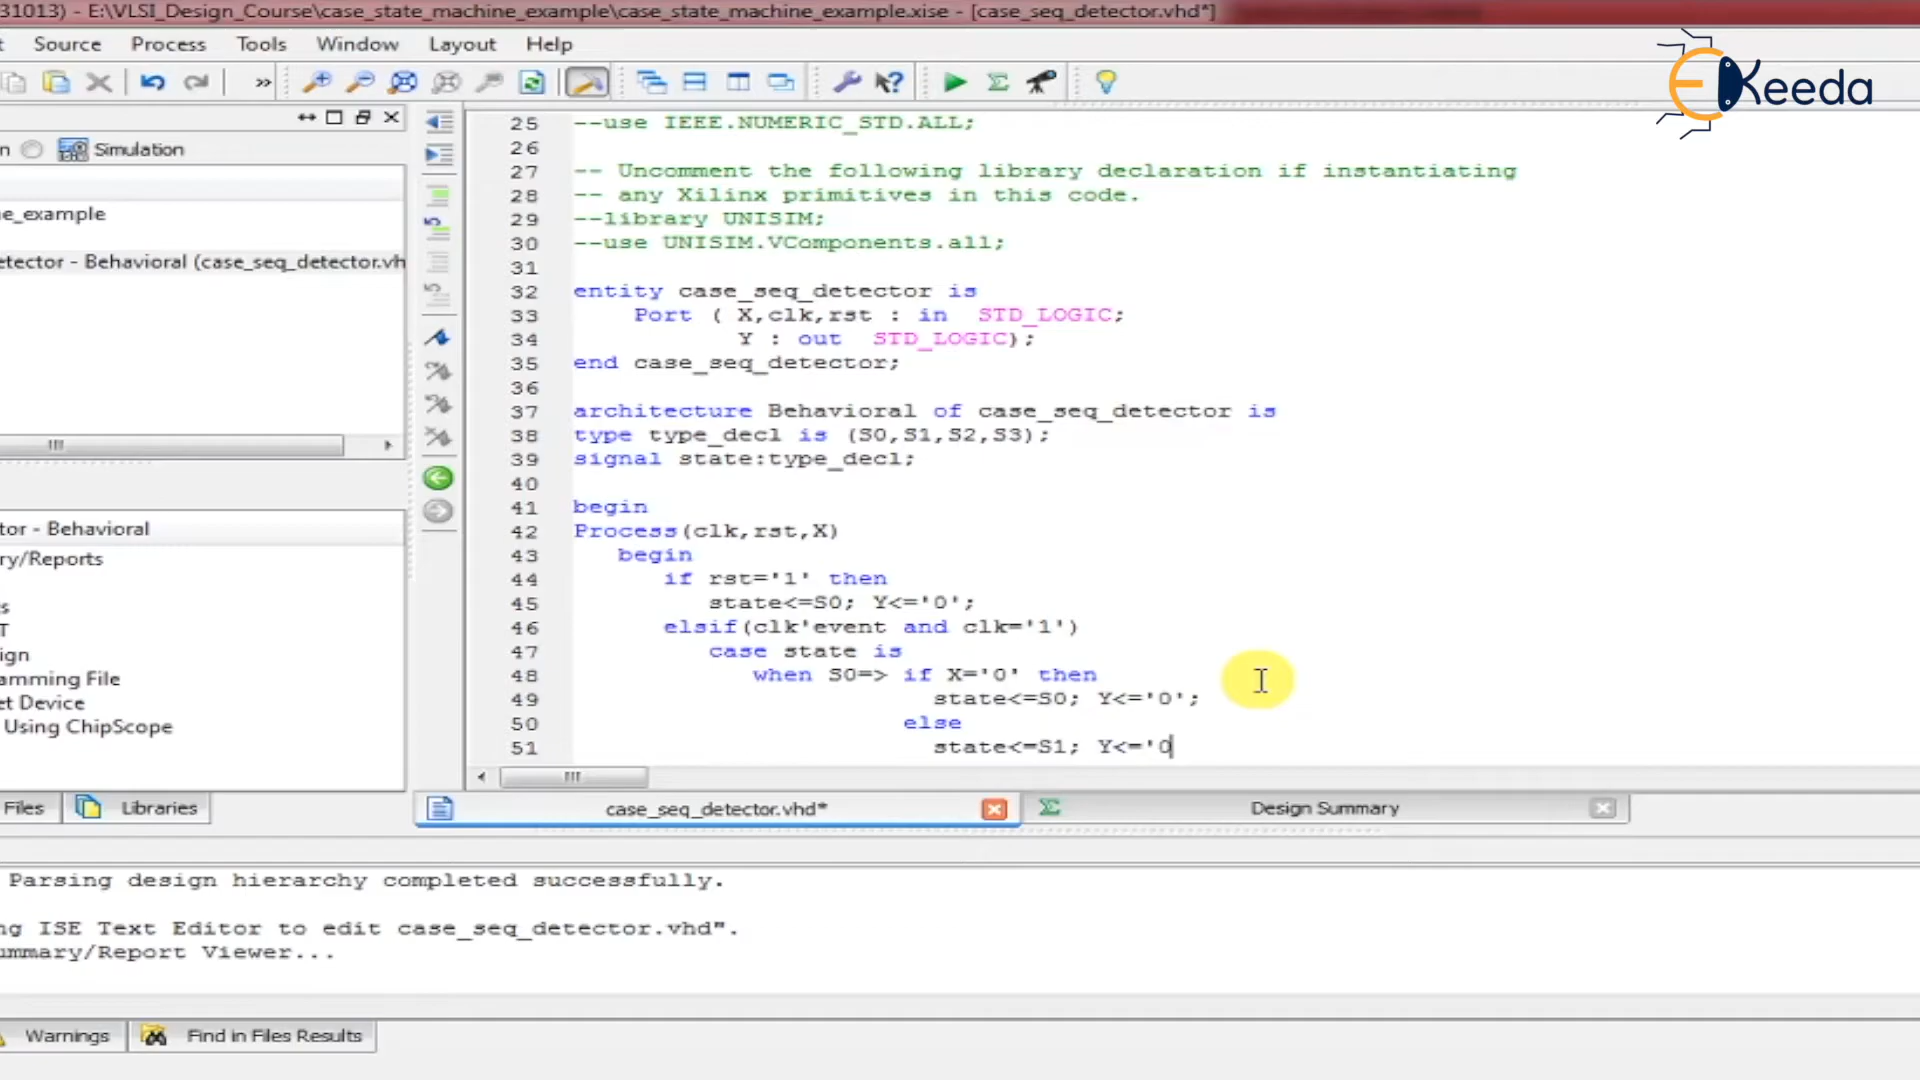 31013) - E:\VLSI_Design_Course\case_state_machine_example\case_state_machine_example.xise - [case_seq_detector.vhd*]
Source Process Tools Window Layout Help
EKeeda
Simulation
e_example
etector - Behavioral (case_seq_detector.vh
tor - Behavioral
ry/Reports
s
T
ign
amming File
et Device
Using ChipScope
Files Libraries
25 --use IEEE.NUMERIC_STD.ALL;
26
27 -- Uncomment the following library declaration if instantiating
28 -- any Xilinx primitives in this code.
29 --library UNISIM;
30 --use UNISIM.VComponents.all;
31
32 entity case_seq_detector is
33 Port ( X,clk,rst : in STD_LOGIC;
34 Y : out STD_LOGIC);
35 end case_seq_detector;
36
37 architecture Behavioral of case_seq_detector is
38 type type_decl is (S0,S1,S2,S3);
39 signal state:type_decl;
40
41 begin
42 Process(clk,rst,X)
43 begin
44 if rst='1' then
45 state<=S0; Y<='0';
46 elsif(clk'event and clk='1')
47 case state is
48 when S0=> if X='0' then
49 state<=S0; Y<='0';
50 else
51 state<=S1; Y<='0
case_seq_detector.vhd* Design Summary
Parsing design hierarchy completed successfully.
ng ISE Text Editor to edit case_seq_detector.vhd".
ummary/Report Viewer...
Warnings Find in Files Results